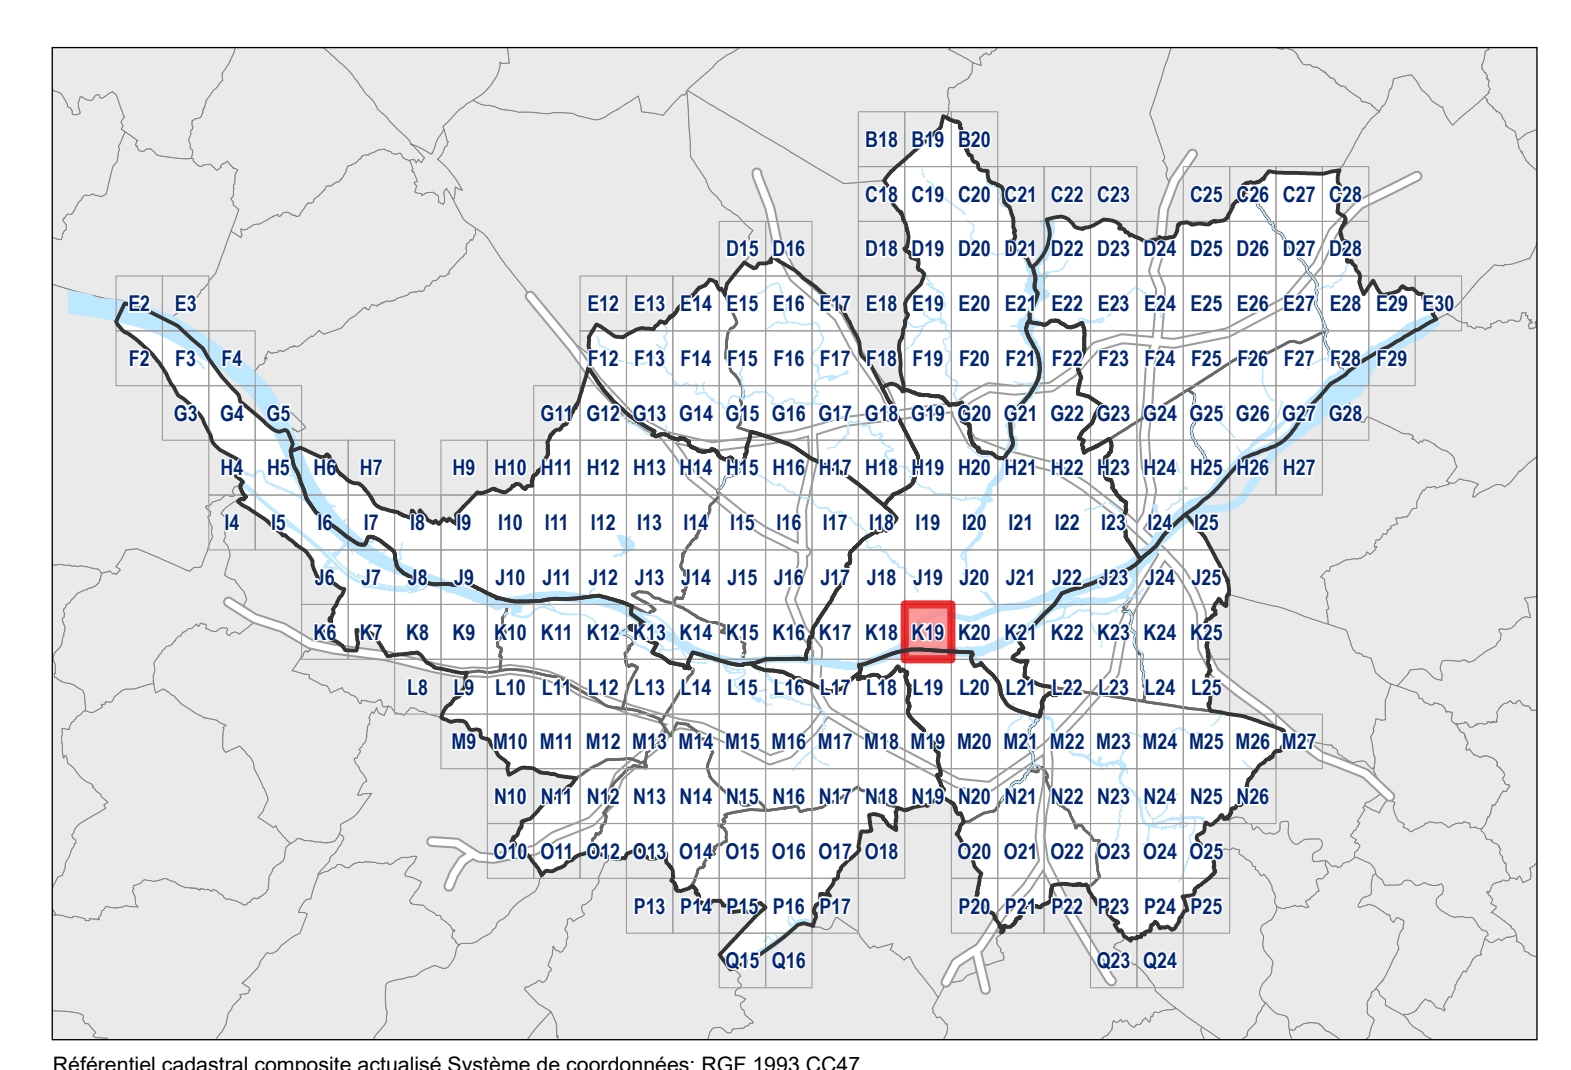 B18 B19 B20
C18 C19 C20 C21 C22 C23 C25 C26 C27 C28
D15 D16 D18 D19 D20 D21 D22 D23 D24 D25 D26 D27 D28
E2 E3 E12 E13 E14 E15 E16 E17 E18 E19 E20 E21 E22 E23 E24 E25 E26 E27 E28 E29 E30
F2 F3 F4 F12 F13 F14 F15 F16 F17 F18 F19 F20 F21 F22 F23 F24 F25 F26 F27 F28 F29
G3 G4 G5 G11 G12 G13 G14 G15 G16 G17 G18 G19 G20 G21 G22 G23 G24 G25 G26 G27 G28
H4 H5 H6 H7 H9 H10 H11 H12 H13 H14 H15 H16 H17 H18 H19 H20 H21 H22 H23 H24 H25 H26 H27
I4 I5 I6 I7 I8 I9 I10 I11 I12 I13 I14 I15 I16 I17 I18 I19 I20 I21 I22 I23 I24 I25
J6 J7 J8 J9 J10 J11 J12 J13 J14 J15 J16 J17 J18 J19 J20 J21 J22 J23 J24 J25
K6 K7 K8 K9 K10 K11 K12 K13 K14 K15 K16 K17 K18 K19 K20 K21 K22 K23 K24 K25
L8 L9 L10 L11 L12 L13 L14 L15 L16 L17 L18 L19 L20 L21 L22 L23 L24 L25
M9 M10 M11 M12 M13 M14 M15 M16 M17 M18 M19 M20 M21 M22 M23 M24 M25 M26 M27
N10 N11 N12 N13 N14 N15 N16 N17 N18 N19 N20 N21 N22 N23 N24 N25 N26
O10 O11 O12 O13 O14 O15 O16 O17 O18 O20 O21 O22 O23 O24 O25
P13 P14 P15 P16 P17 P20 P21 P22 P23 P24 P25
Q15 Q16 Q23 Q24
Référentiel cadastral composite actualisé Système de coordonnées: RGF 1993 CC47